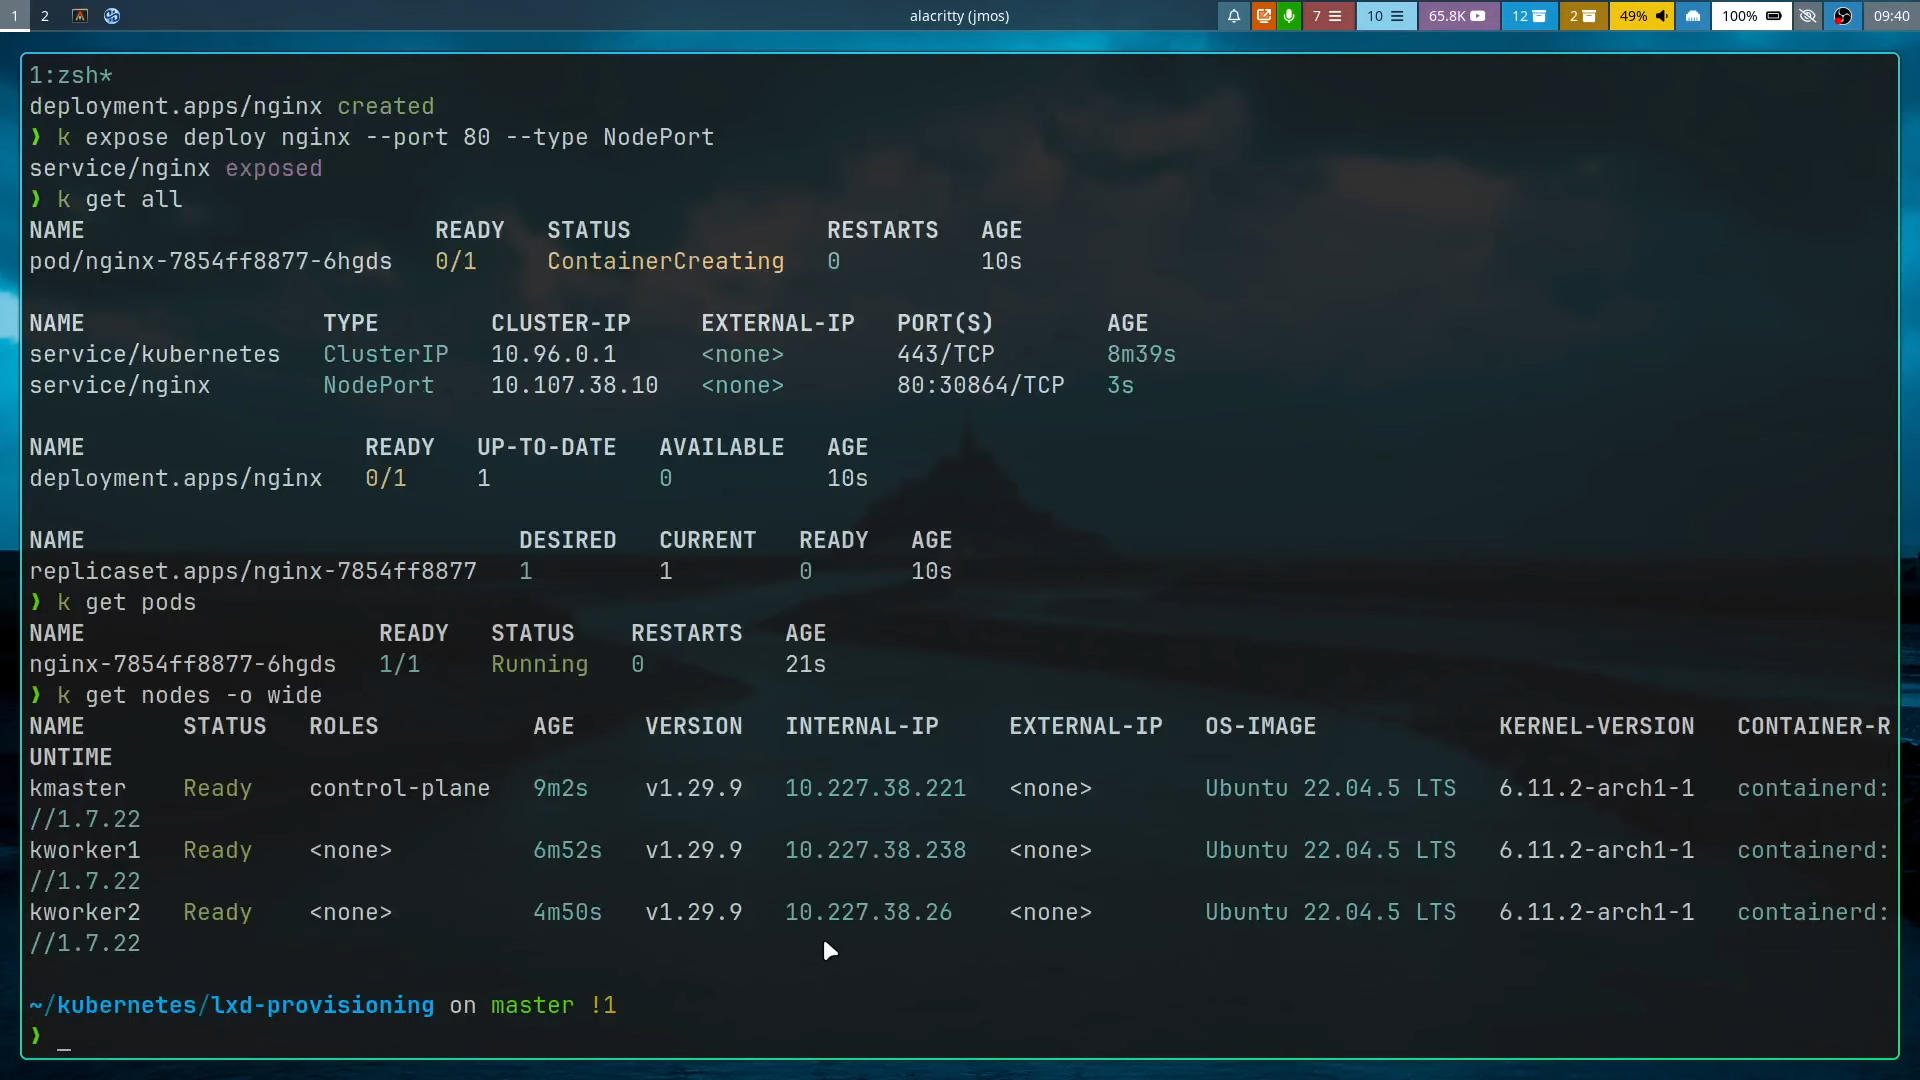 1 2 alacritty (jmos) 7 10 65.8K 12 2 49% 100% 09:40
1:zsh*
deployment.apps/nginx created
❯ k expose deploy nginx --port 80 --type NodePort
service/nginx exposed
❯ k get all
NAME READY STATUS RESTARTS AGE
pod/nginx-7854ff8877-6hgds 0/1 ContainerCreating 0 10s
NAME TYPE CLUSTER-IP EXTERNAL-IP PORT(S) AGE
service/kubernetes ClusterIP 10.96.0.1 <none> 443/TCP 8m39s
service/nginx NodePort 10.107.38.10 <none> 80:30864/TCP 3s
NAME READY UP-TO-DATE AVAILABLE AGE
deployment.apps/nginx 0/1 1 0 10s
NAME DESIRED CURRENT READY AGE
replicaset.apps/nginx-7854ff8877 1 1 0 10s
❯ k get pods
NAME READY STATUS RESTARTS AGE
nginx-7854ff8877-6hgds 1/1 Running 0 21s
❯ k get nodes -o wide
NAME STATUS ROLES AGE VERSION INTERNAL-IP EXTERNAL-IP OS-IMAGE KERNEL-VERSION CONTAINER-R
UNTIME
kmaster Ready control-plane 9m2s v1.29.9 10.227.38.221 <none> Ubuntu 22.04.5 LTS 6.11.2-arch1-1 containerd:
//1.7.22
kworker1 Ready <none> 6m52s v1.29.9 10.227.38.238 <none> Ubuntu 22.04.5 LTS 6.11.2-arch1-1 containerd:
//1.7.22
kworker2 Ready <none> 4m50s v1.29.9 10.227.38.26 <none> Ubuntu 22.04.5 LTS 6.11.2-arch1-1 containerd:
//1.7.22
~/kubernetes/lxd-provisioning on master !1
❯ _